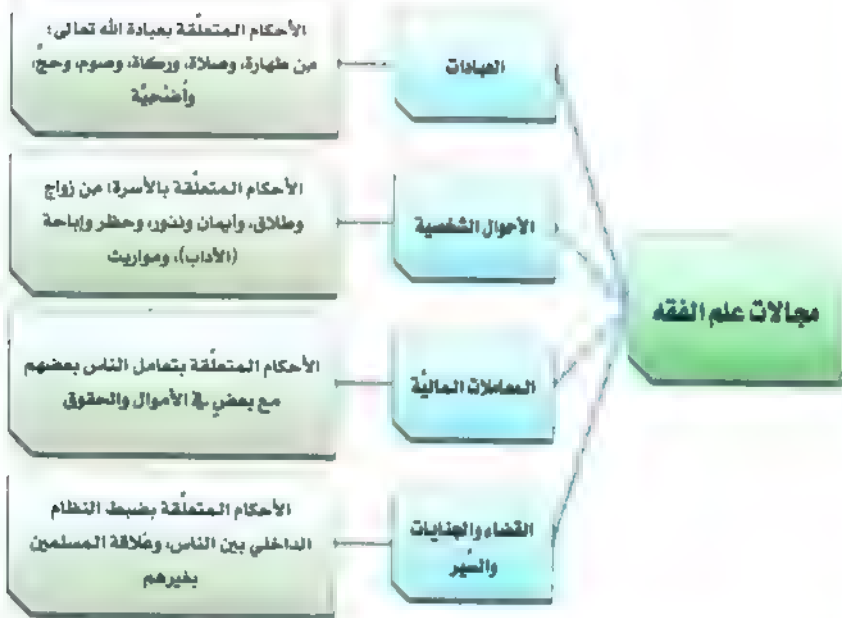 مجالات علم الفقه
العبادات
الأحكام المتعلّقة بعبادة الله تعالى؛
من طهارة، وصلاة، وزكاة، وصوم، وحجّ،
وأضحيّة
الأحوال الشخصية
الأحكام المتعلّقة بالأسرة؛ من زواج
وطلاق، وأيمان ونذور، وحظر وإباحة
(الآداب)، ومواريث
المعاملات الماليّة
الأحكام المتعلّقة بتعامل الناس بعضهم
مع بعض في الأموال والحقوق
القضاء والجنايات
والسِّير
الأحكام المتعلّقة بضبط النظام
الداخلي بين الناس، وعلاقة المسلمين
بغيرهم